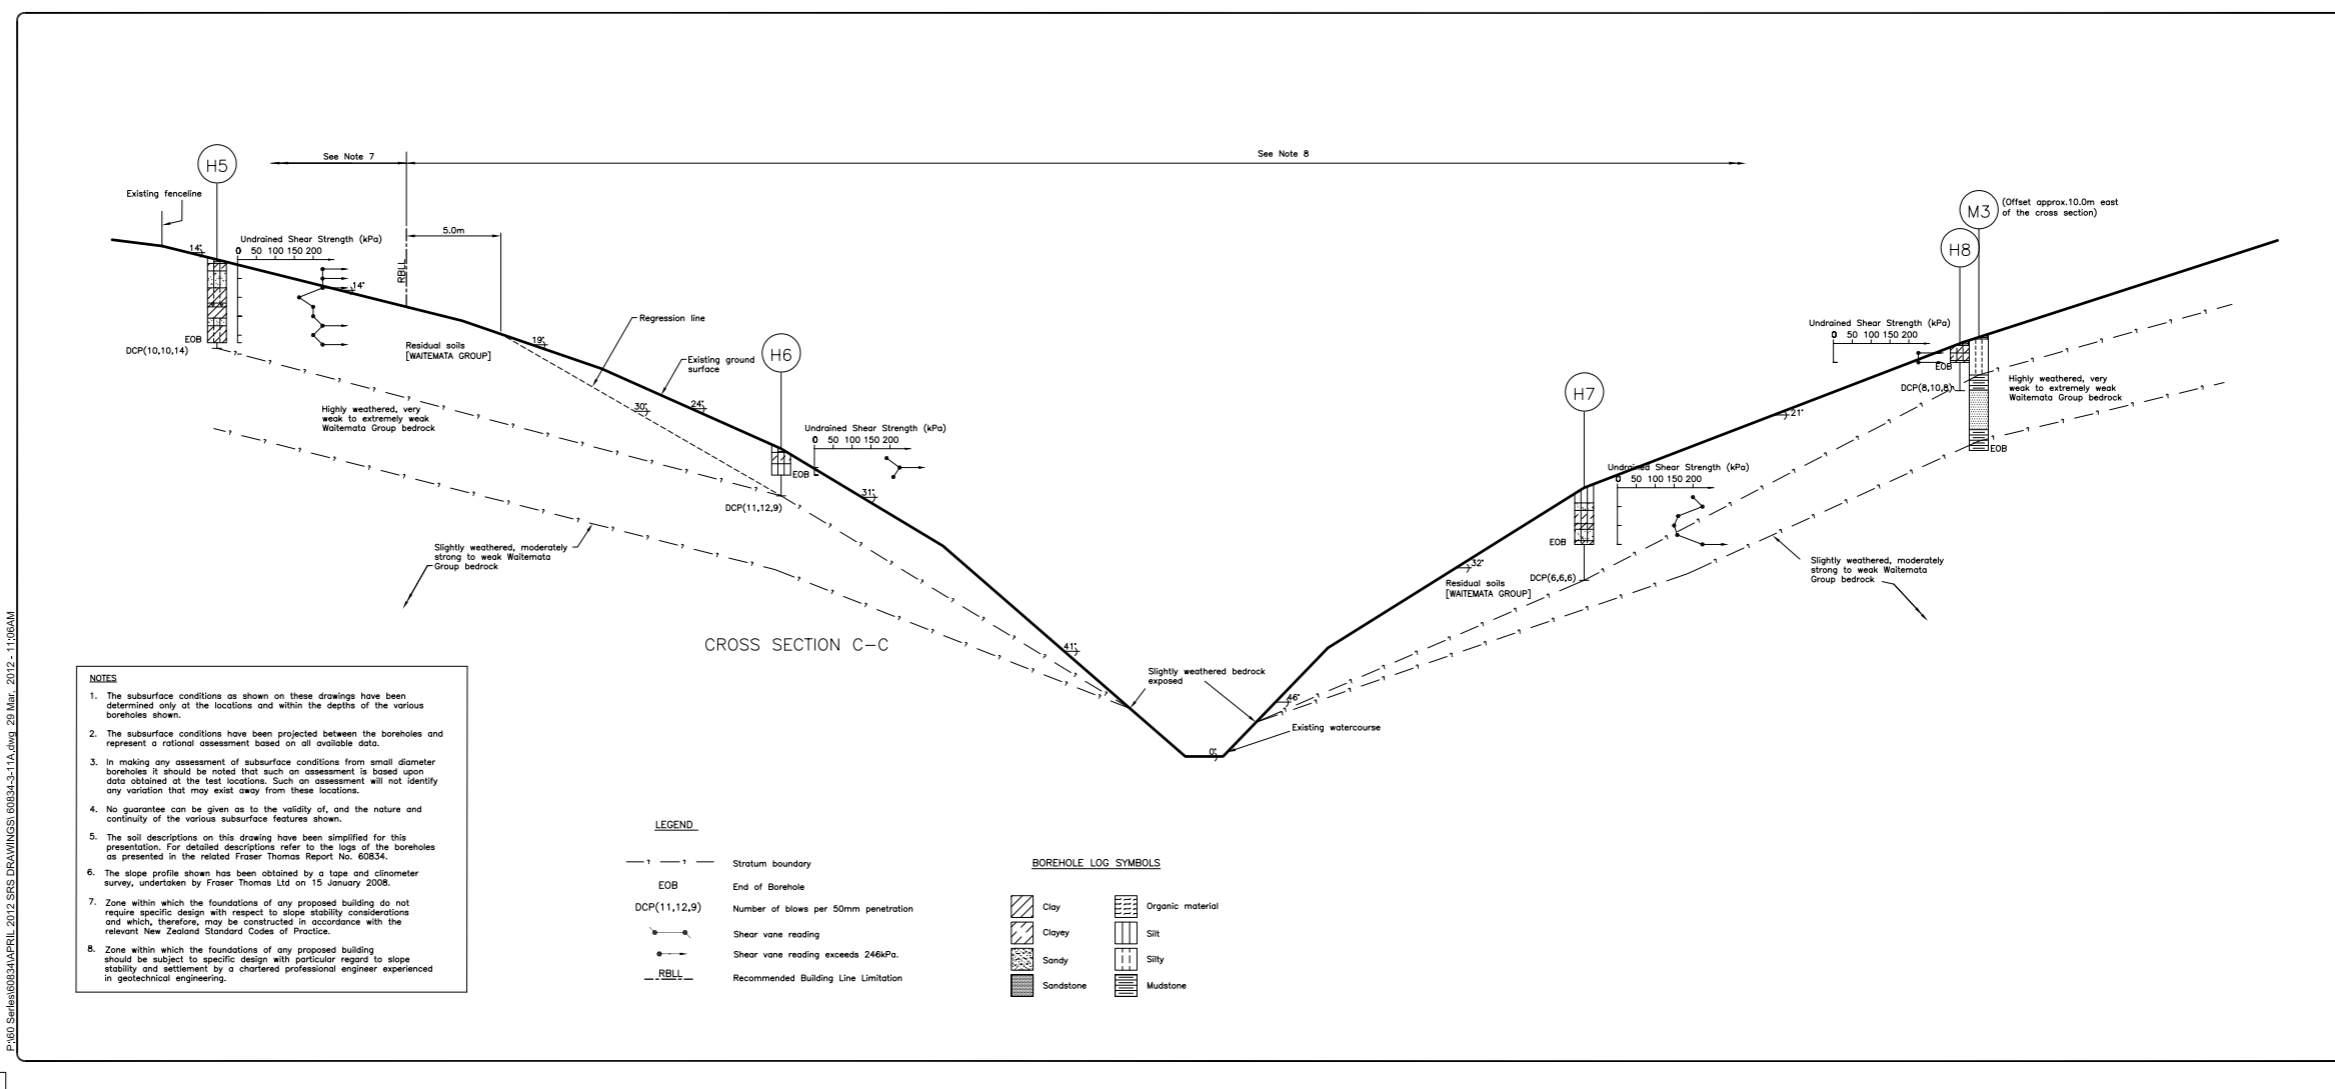 See Note 7
See Note 8
H5
Existing fenceline
14°
Undrained Shear Strength (kPa)
0 50 100 150 200
14°
EOB
DCP(10,10,14)
RBLL
5.0m
Residual soils
[WAITEMATA GROUP]
19°
Regression line
Existing ground
surface
30°
24°
H6
Undrained Shear Strength (kPa)
0 50 100 150 200
EOB
DCP(11,12,9)
31°
Highly weathered, very
weak to extremely weak
Waitemata Group bedrock
Slightly weathered, moderately
strong to weak Waitemata
Group bedrock
41°
Slightly weathered bedrock
exposed
0°
46°
Existing watercourse
32°
H7
Undrained Shear Strength (kPa)
0 50 100 150 200
EOB
DCP(6,6,6)
Residual soils
[WAITEMATA GROUP]
21°
M3
(Offset approx.10.0m east
of the cross section)
H8
Undrained Shear Strength (kPa)
0 50 100 150 200
EOB
DCP(8,10,8)
EOB
Highly weathered, very
weak to extremely weak
Waitemata Group bedrock
Slightly weathered, moderately
strong to weak Waitemata
Group bedrock
CROSS SECTION C-C
NOTES
1. The subsurface conditions as shown on these drawings have been
determined only at the locations and within the depths of the various
boreholes shown.
2. The subsurface conditions have been projected between the boreholes and
represent a rational assessment based on all available data.
3. In making any assessment of subsurface conditions from small diameter
boreholes it should be noted that such an assessment is based upon
data obtained at the test locations. Such an assessment will not identify
any variation that may exist away from these locations.
4. No guarantee can be given as to the validity of, and the nature and
continuity of the various subsurface features shown.
5. The soil descriptions on this drawing have been simplified for this
presentation. For detailed descriptions refer to the logs of the boreholes
as presented in the related Fraser Thomas Report No. 60834.
6. The slope profile shown has been obtained by a tape and clinometer
survey, undertaken by Fraser Thomas Ltd on 15 January 2008.
7. Zone within which the foundations of any proposed building do not
require specific design with respect to slope stability considerations
and which, therefore, may be constructed in accordance with the
relevant New Zealand Standard Codes of Practice.
8. Zone within which the foundations of any proposed building
should be subject to specific design with particular regard to slope
stability and settlement by a chartered professional engineer experienced
in geotechnical engineering.
LEGEND
Stratum boundary
EOB End of Borehole
DCP(11,12,9) Number of blows per 50mm penetration
Shear vane reading
Shear vane reading exceeds 246kPa.
RBLL Recommended Building Line Limitation
BOREHOLE LOG SYMBOLS
Clay
Clayey
Sandy
Sandstone
Organic material
Silt
Silty
Mudstone
P:\60 Series\60834\APRIL 2012 SRS DRAWINGS\ 60834-3-11A.dwg 29 Mar, 2012 - 11:06AM